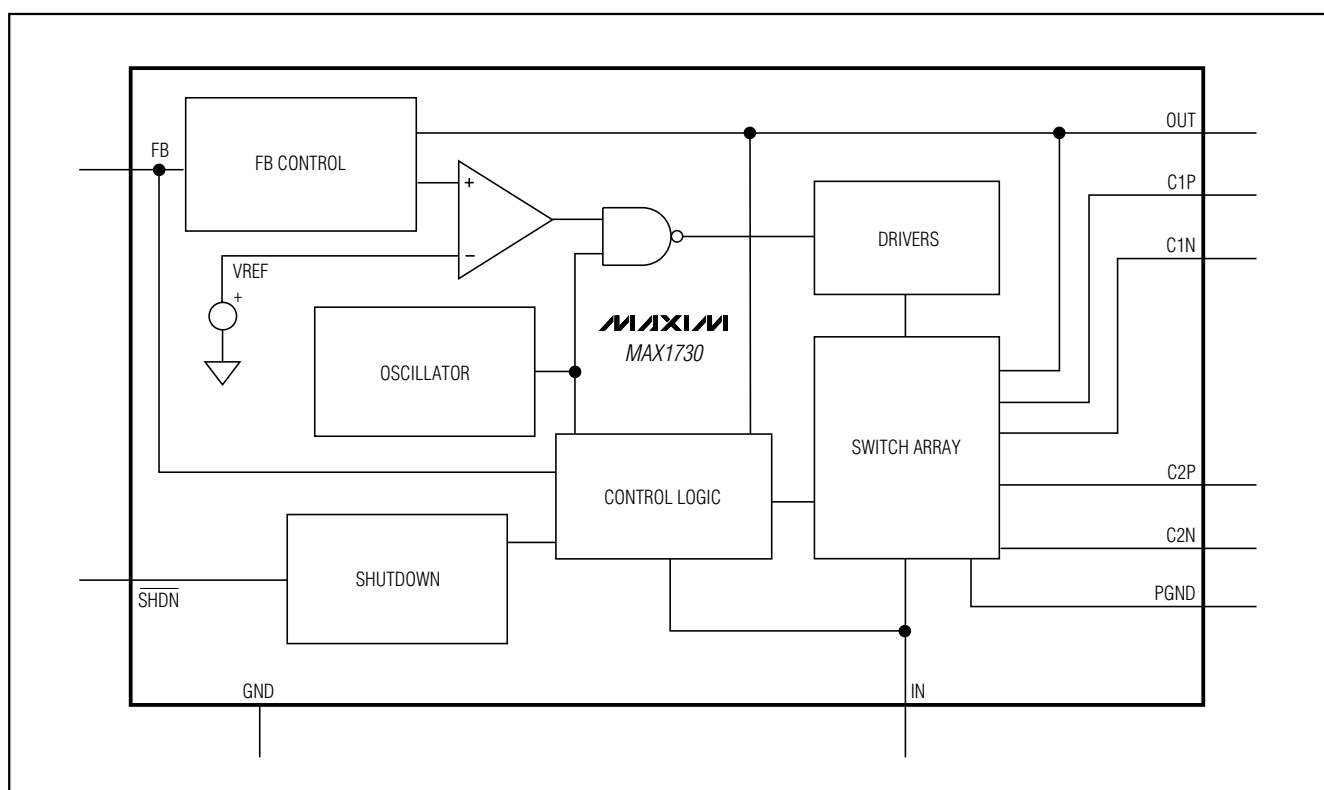 OUT
FB
FB CONTROL
C1P
+
DRIVERS
C1N
−
VREF
+
MAXIM
MAX1730
OSCILLATOR
SWITCH ARRAY
C2P
CONTROL LOGIC
C2N
SHUTDOWN
PGND
SHDN
GND
IN